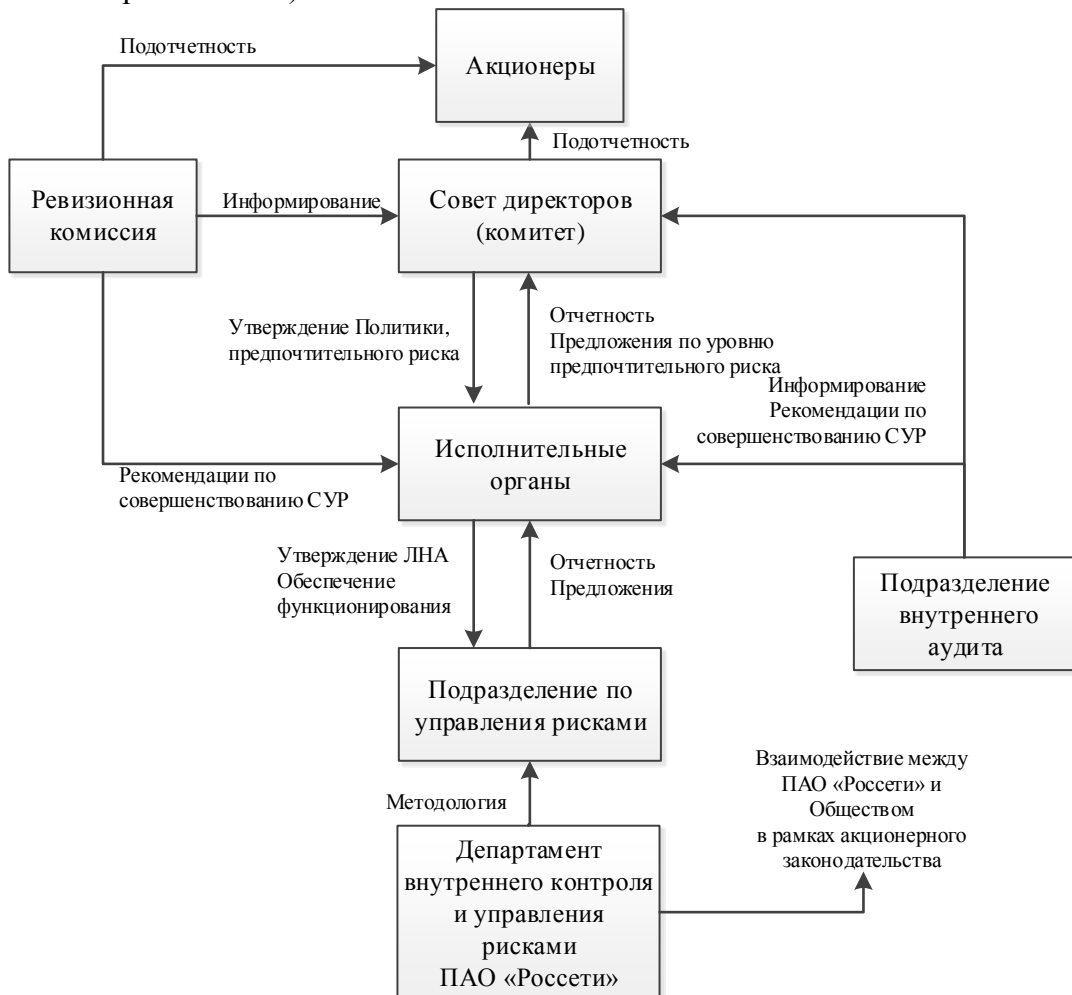 Подотчетность
Акционеры
Подотчетность
Ревизионная
комиссия
Информирование
Совет директоров
(комитет)
Утверждение Политики,
предпочтительного риска
Отчетность
Предложения по уровню
предпочтительного риска
Информирование
Рекомендации по
совершенствованию СУР
Исполнительные
органы
Рекомендации по
совершенствованию СУР
Утверждение ЛНА
Обеспечение
функционирования
Отчетность
Предложения
Подразделение
внутреннего
аудита
Подразделение по
управления рисками
Методология
Взаимодействие между
ПАО «Россети» и
Обществом
в рамках акционерного
законодательства
Департамент
внутреннего контроля
и управления
рисками
ПАО «Россети»